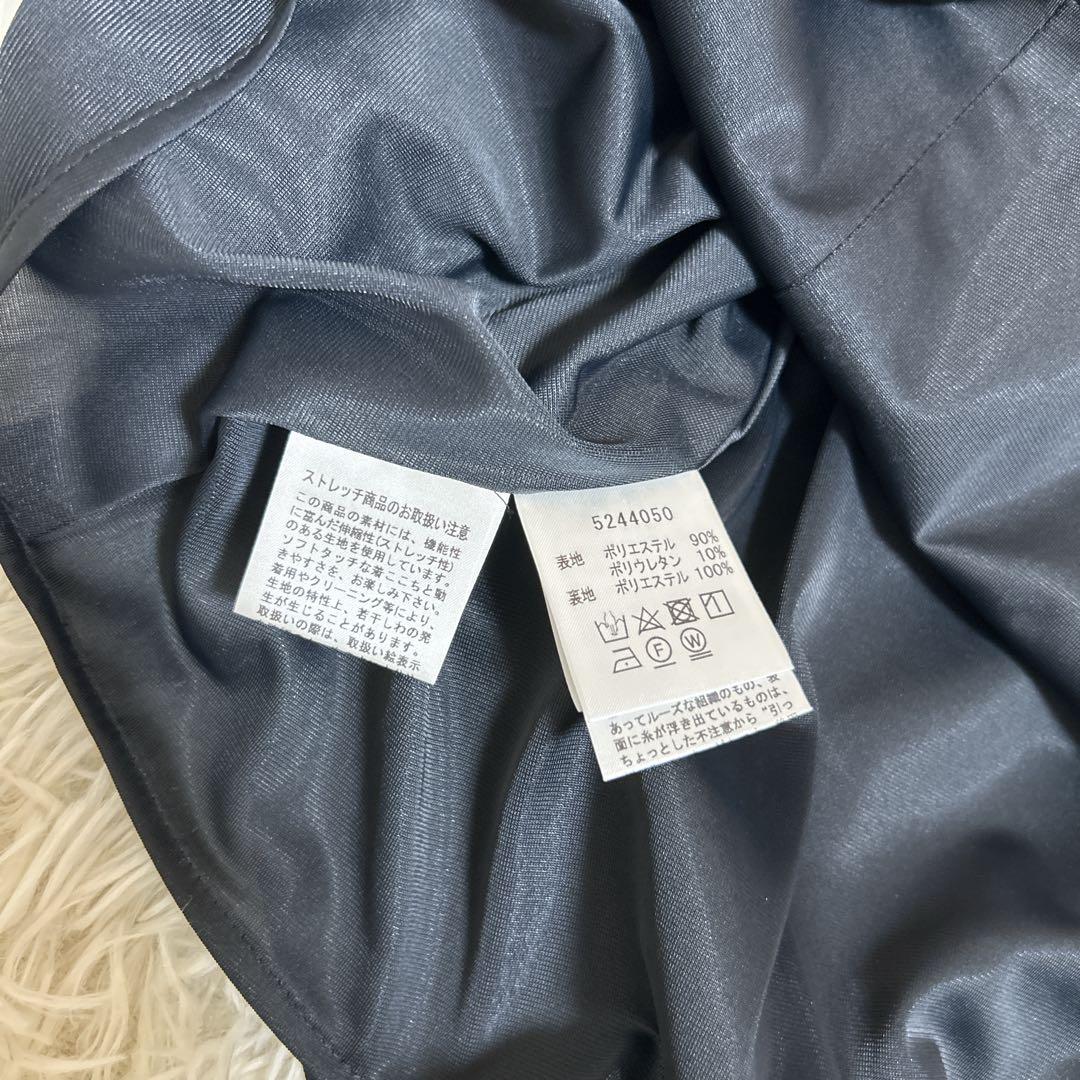 ストレッチ商品のお取扱い注意
この商品の素材には、機能性
に富んだ伸縮性(ストレッチ性)
のある生地を使用しています。
ソフトタッチな着ごこちと動
きやすさを、お楽しみ下さい。
着用やクリーニング等により、
生地の特性上、若干しわの発
生が生じることがあります。
取扱いの際は、取扱い絵表示
5244050
表地 ポリエステル 90%
ポリウレタン 10%
裏地 ポリエステル 100%
F W
あってルーズな組織のもの、表
面に糸が浮き出ているものは、
ちょっとした不注意から“引っ